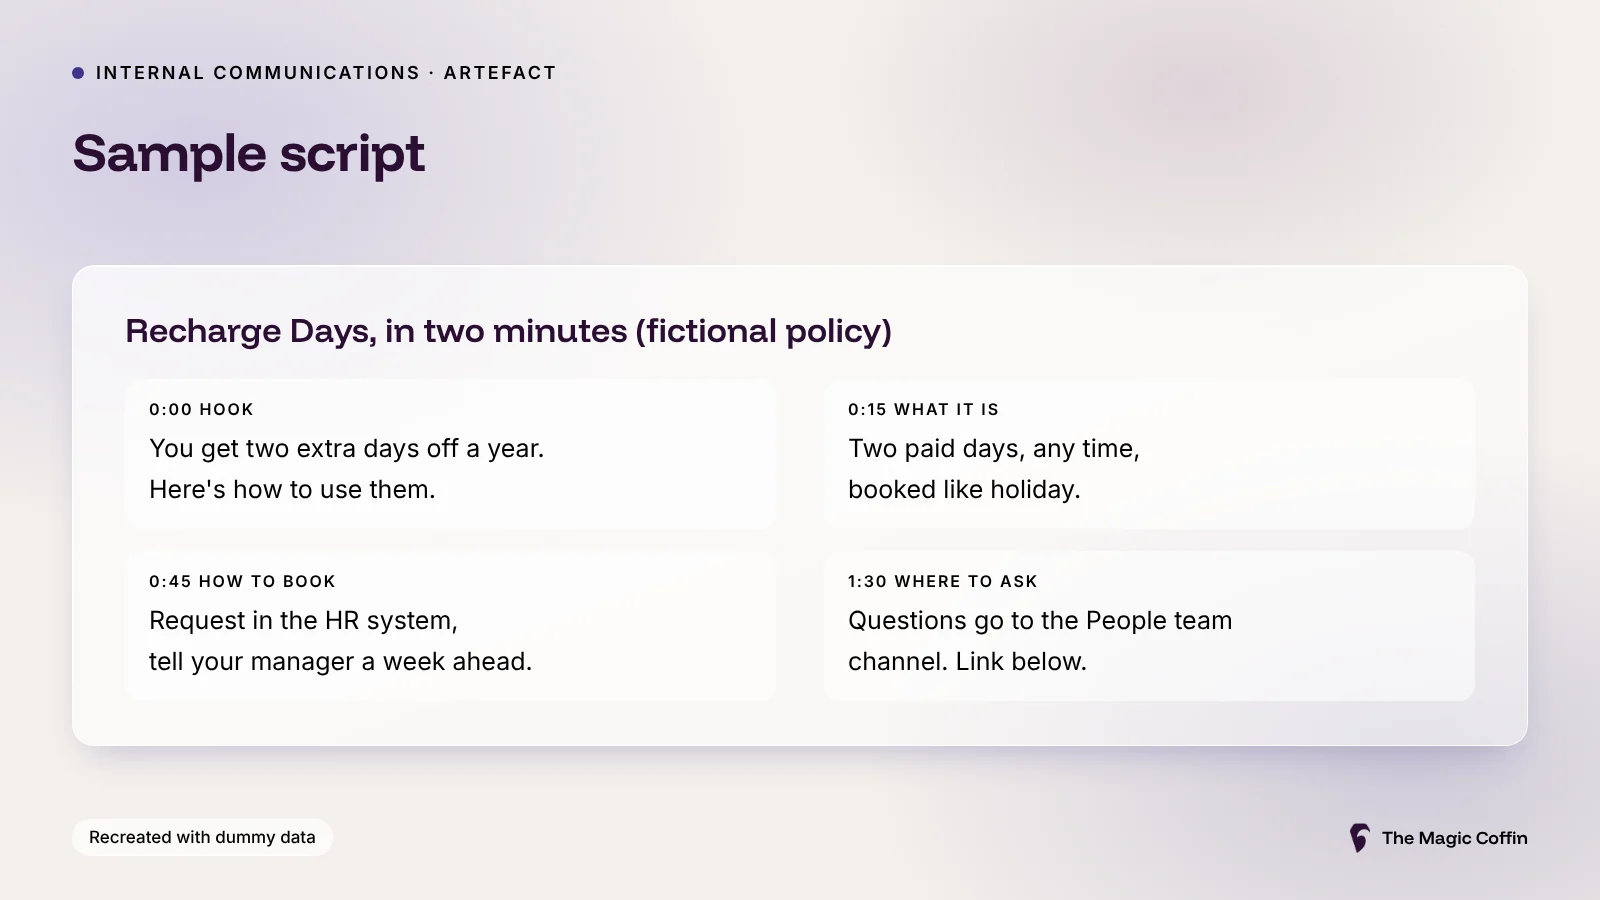 INTERNAL COMMUNICATIONS · ARTEFACT
Sample script
Recharge Days, in two minutes (fictional policy)
0:00 HOOK
You get two extra days off a year.
Here's how to use them.
0:15 WHAT IT IS
Two paid days, any time,
booked like holiday.
0:45 HOW TO BOOK
Request in the HR system,
tell your manager a week ahead.
1:30 WHERE TO ASK
Questions go to the People team
channel. Link below.
Recreated with dummy data
The Magic Coffin